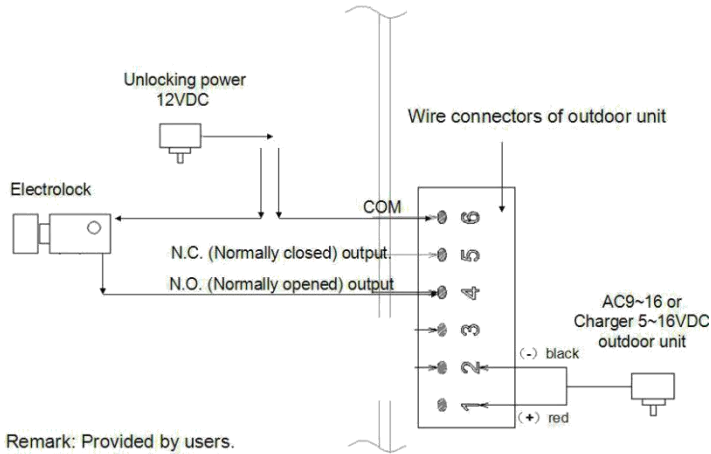 Unlocking power
12VDC
Wire connectors of outdoor unit
Electrolock
COM
6
N.C. (Normally closed) output.
5
N.O. (Normally opened) output
4
AC9~16 or
Charger 5~16VDC
outdoor unit
3
(-) black
2
1
(+) red
Remark: Provided by users.